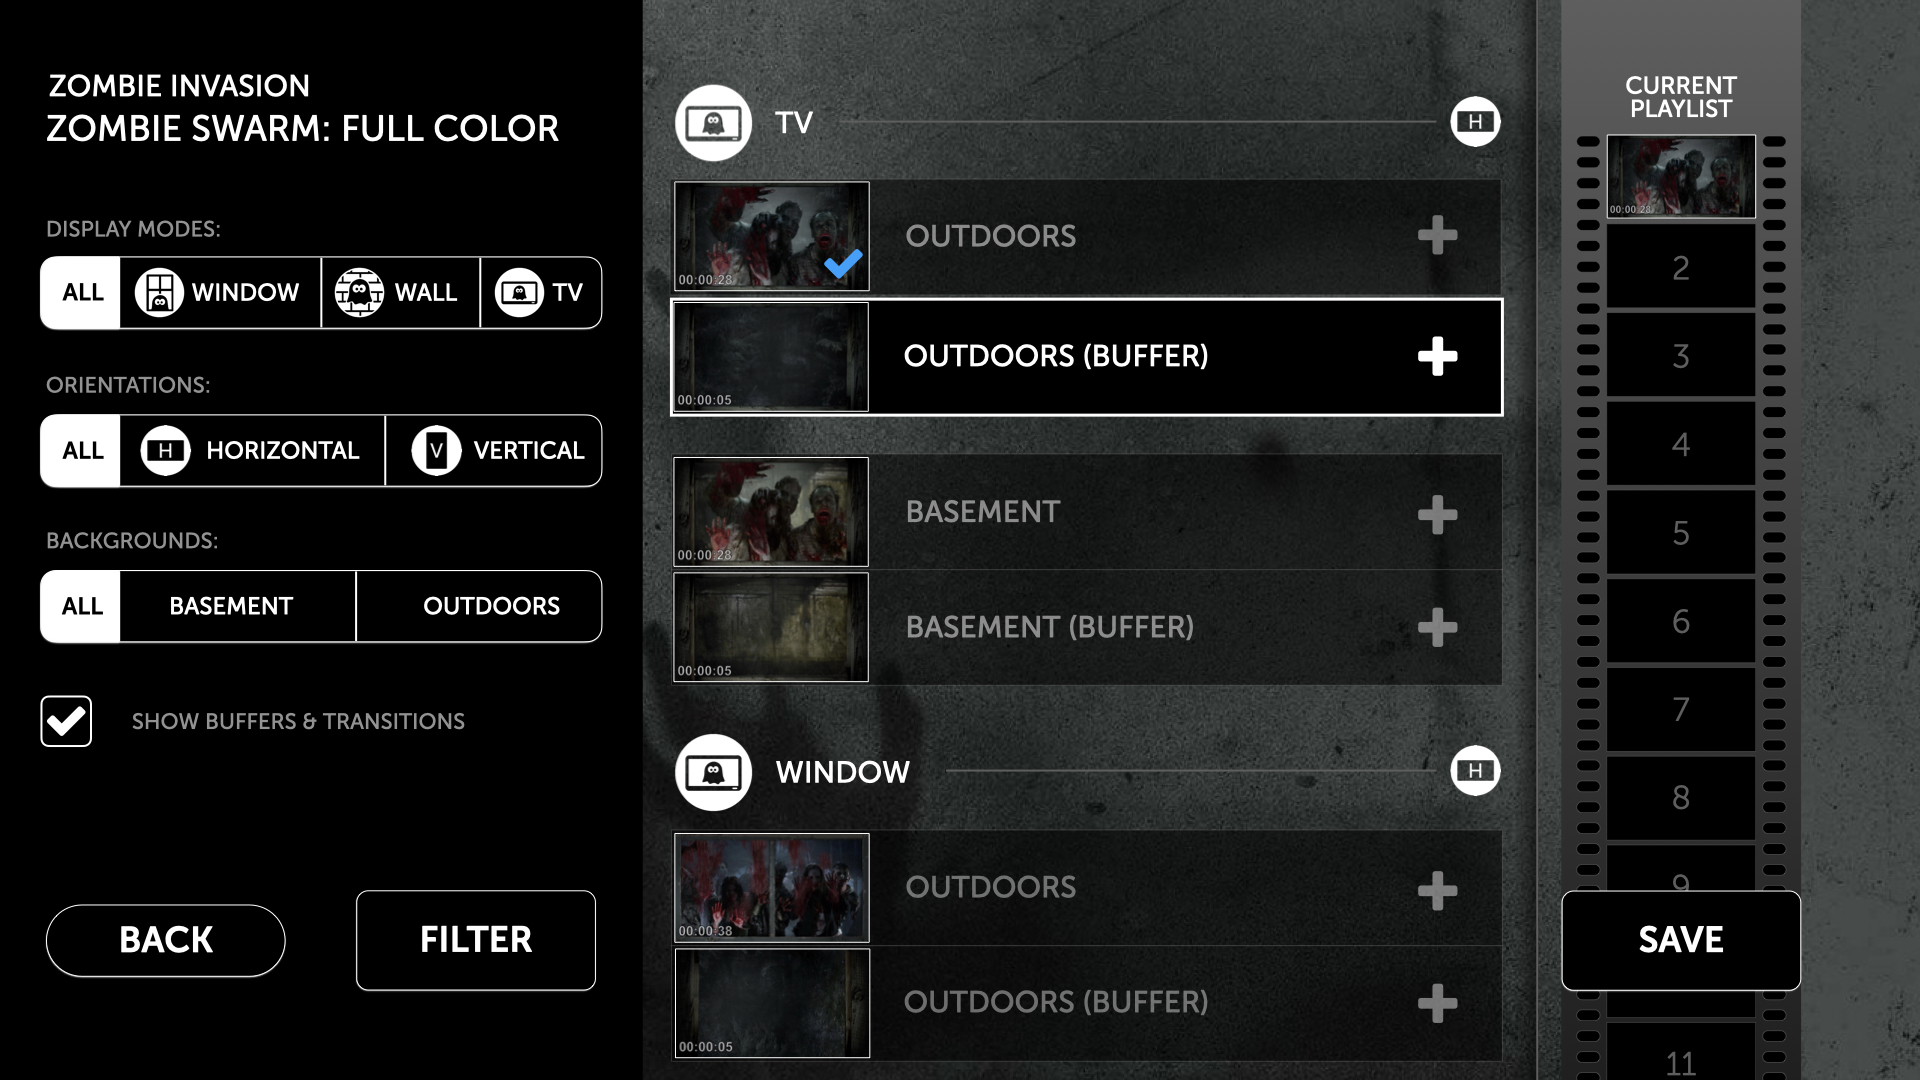 ZOMBIE INVASION
ZOMBIE SWARM: FULL COLOR
DISPLAY MODES:
ALL
WINDOW
WALL
TV
ORIENTATIONS:
ALL
H
HORIZONTAL
V
VERTICAL
BACKGROUNDS:
ALL
BASEMENT
OUTDOORS
SHOW BUFFERS & TRANSITIONS
BACK
FILTER
TV
H
00:00:28
OUTDOORS
00:00:05
OUTDOORS (BUFFER)
00:00:28
BASEMENT
00:00:05
BASEMENT (BUFFER)
WINDOW
H
00:00:38
OUTDOORS
00:00:05
OUTDOORS (BUFFER)
CURRENT
PLAYLIST
00:00:28
2
3
4
5
6
7
8
9
SAVE
11